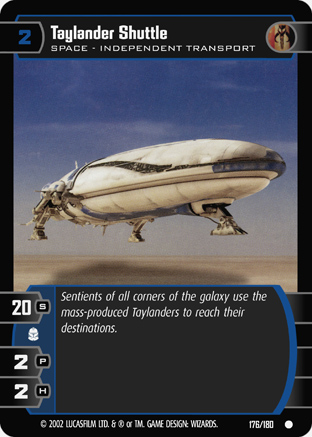 2 Taylander Shuttle
SPACE - INDEPENDENT TRANSPORT
20 S
Sentients of all corners of the galaxy use the
mass-produced Taylanders to reach their
destinations.
2 P
2 H
© 2002 LUCASFILM LTD. & ® or TM. GAME DESIGN: WIZARDS. 176/180